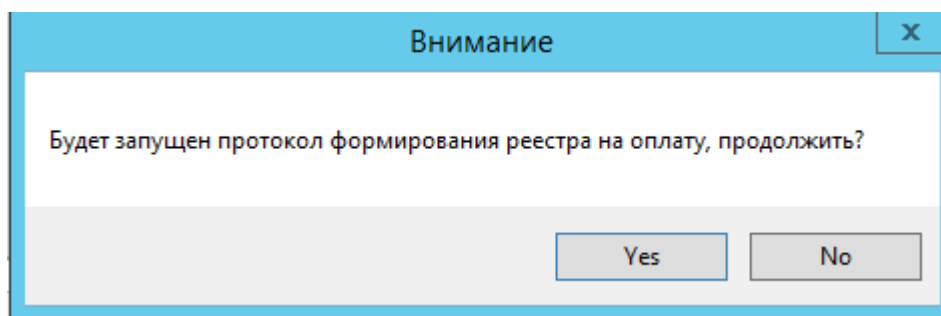 Внимание
x
Будет запущен протокол формирования реестра на оплату, продолжить?
Yes No